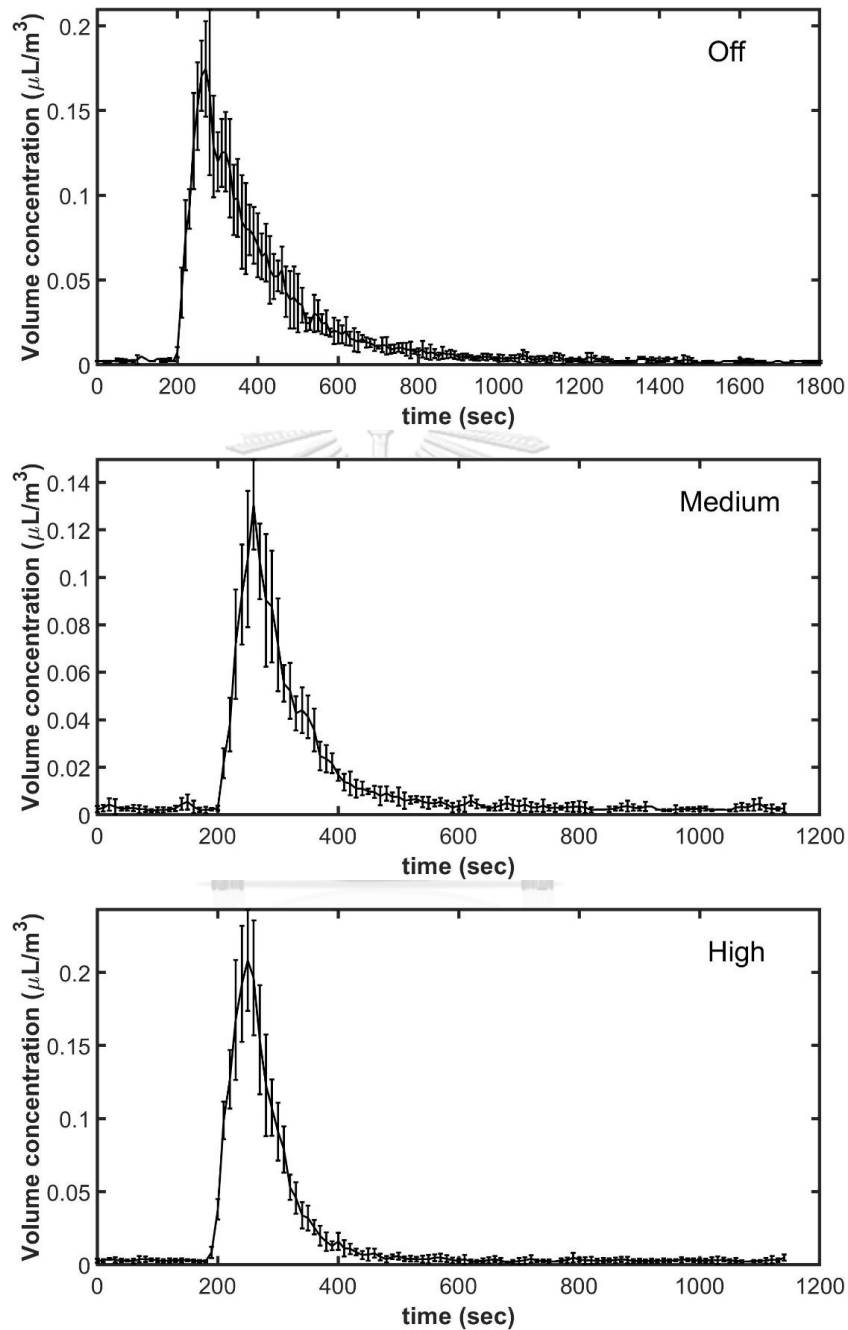 Off
Volume concentration (μL/m³)
0.2
0.15
0.1
0.05
0
0 200 400 600 800 1000 1200 1400 1600 1800
time (sec)
Medium
Volume concentration (μL/m³)
0.14
0.12
0.1
0.08
0.06
0.04
0.02
0
0 200 400 600 800 1000 1200
time (sec)
High
Volume concentration (μL/m³)
0.2
0.15
0.1
0.05
0
0 200 400 600 800 1000 1200
time (sec)